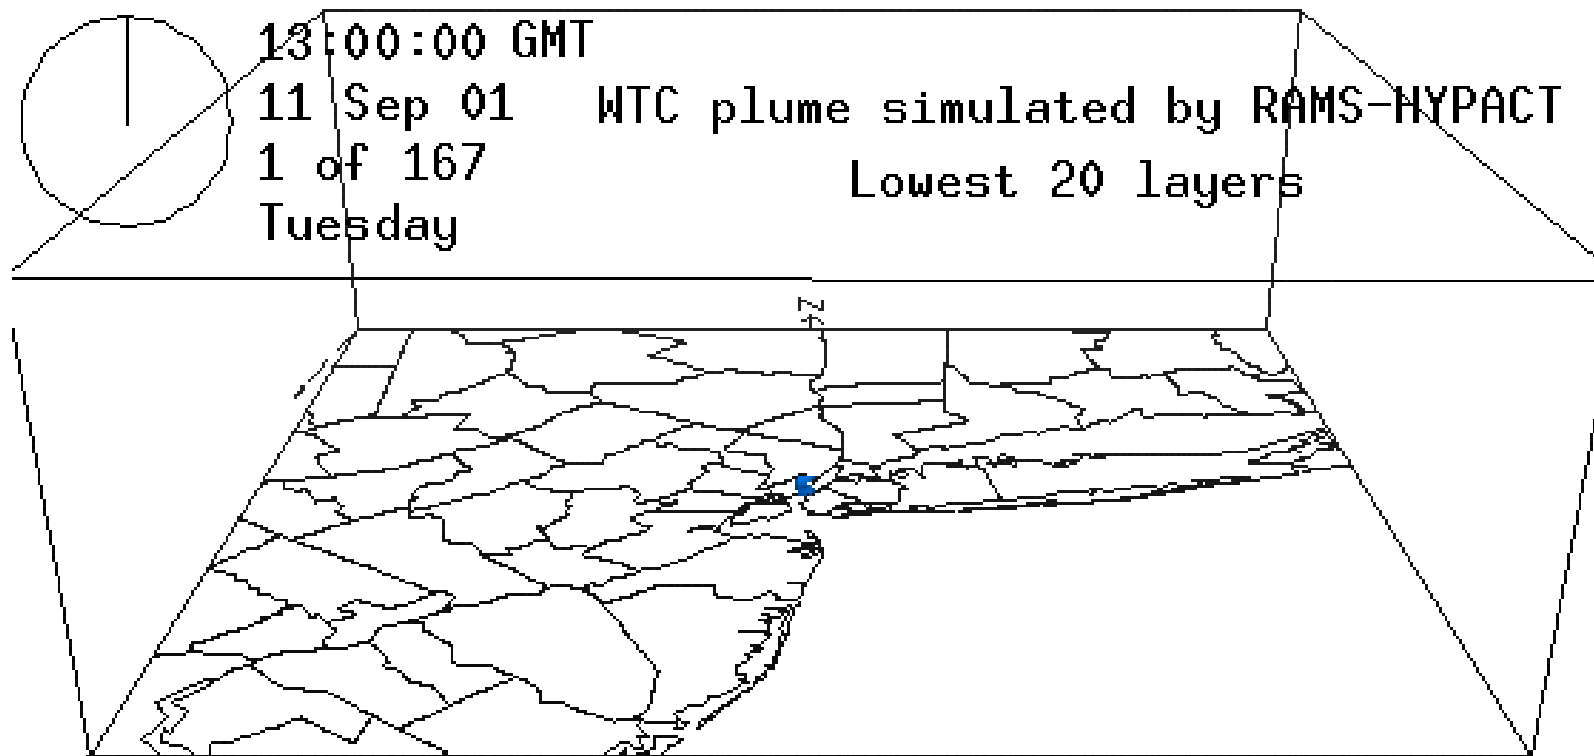 13:00:00 GMT
11 Sep 01
1 of 167
Tuesday
WTC plume simulated by RAMS-HYPACT
Lowest 20 layers
Z